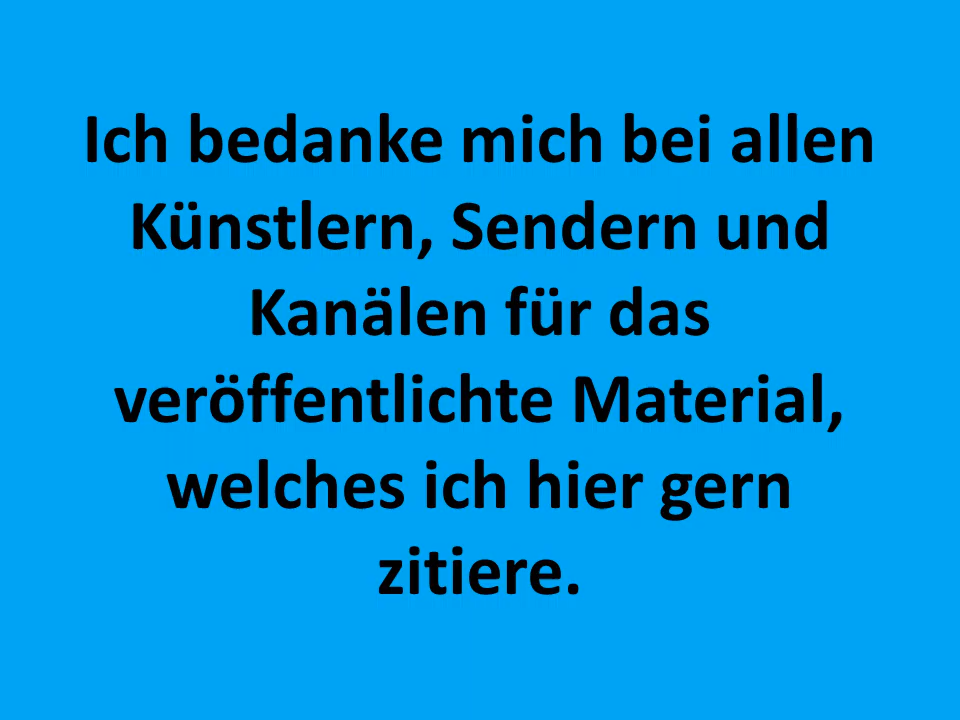 Ich bedanke mich bei allen
Künstlern, Sendern und
Kanälen für das
veröffentlichte Material,
welches ich hier gern
zitiere.